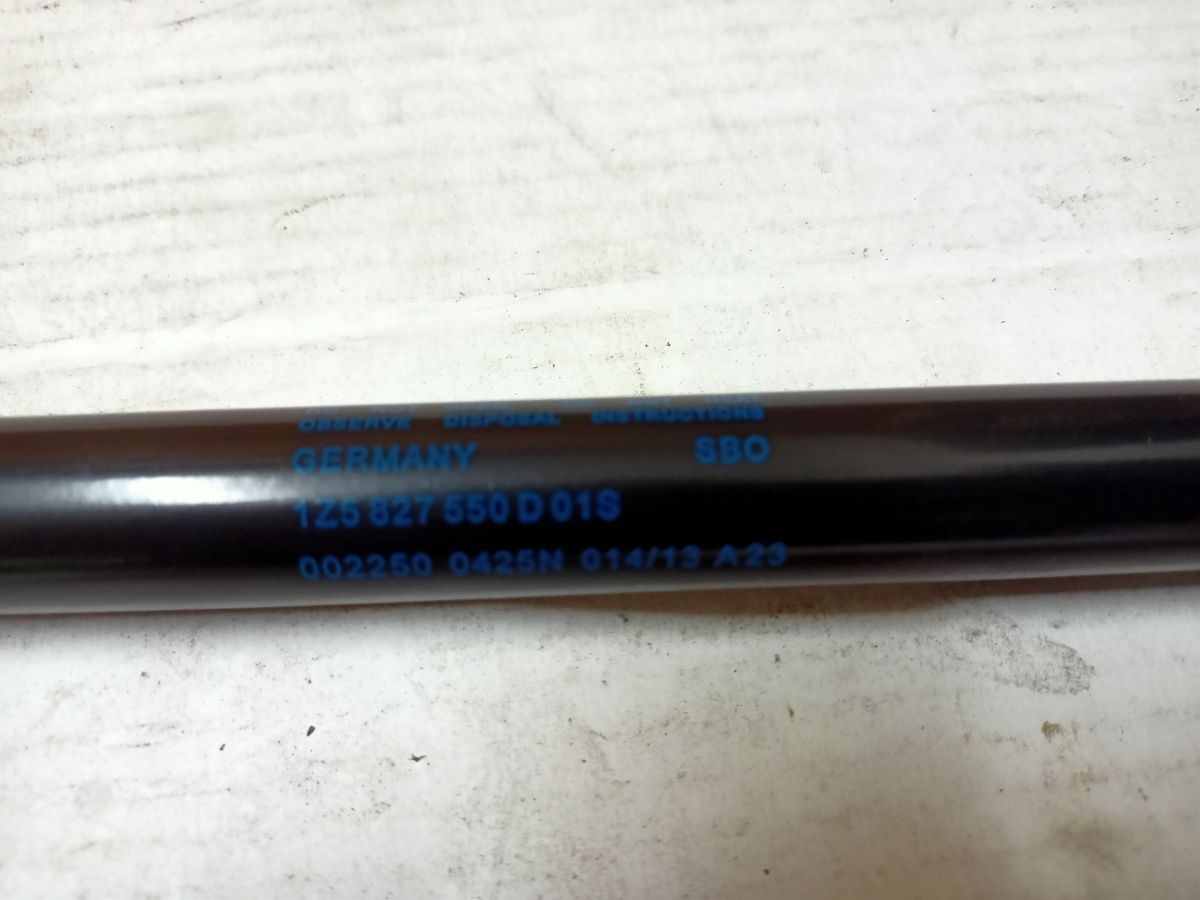 OBSERVE DISPOSAL INSTRUCTIONS
GERMANY SBO
1Z5 827 550 D 01S
002250 0425N 014/13 A23